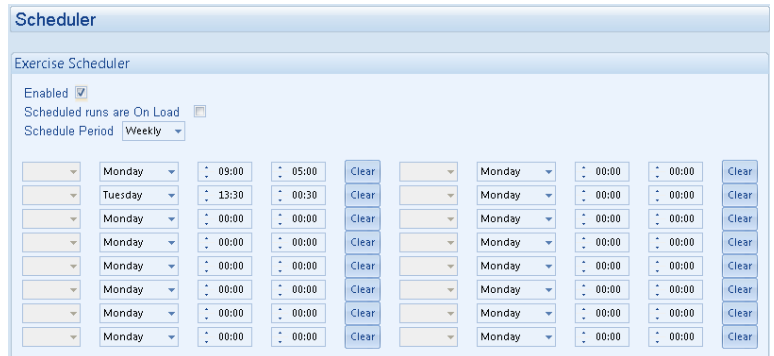 Scheduler
Exercise Scheduler
Enabled
Scheduled runs are On Load
Schedule Period Weekly
Monday 09:00 05:00 Clear Monday 00:00 00:00 Clear
Tuesday 13:30 00:30 Clear Monday 00:00 00:00 Clear
Monday 00:00 00:00 Clear Monday 00:00 00:00 Clear
Monday 00:00 00:00 Clear Monday 00:00 00:00 Clear
Monday 00:00 00:00 Clear Monday 00:00 00:00 Clear
Monday 00:00 00:00 Clear Monday 00:00 00:00 Clear
Monday 00:00 00:00 Clear Monday 00:00 00:00 Clear
Monday 00:00 00:00 Clear Monday 00:00 00:00 Clear